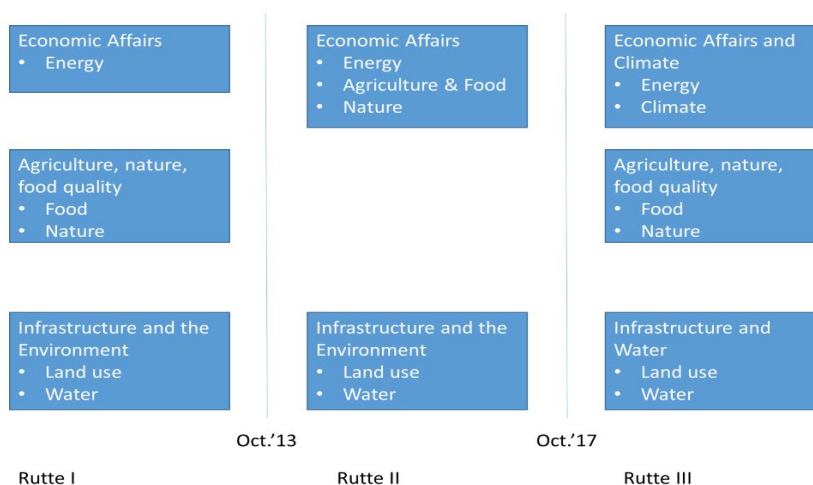 Economic Affairs
• Energy
Agriculture, nature,
food quality
• Food
• Nature
Infrastructure and the
Environment
• Land use
• Water
Economic Affairs
• Energy
• Agriculture & Food
• Nature
Infrastructure and the
Environment
• Land use
• Water
Economic Affairs and
Climate
• Energy
• Climate
Agriculture, nature,
food quality
• Food
• Nature
Infrastructure and
Water
• Land use
• Water
Oct.'13
Oct.'17
Rutte I
Rutte II
Rutte III